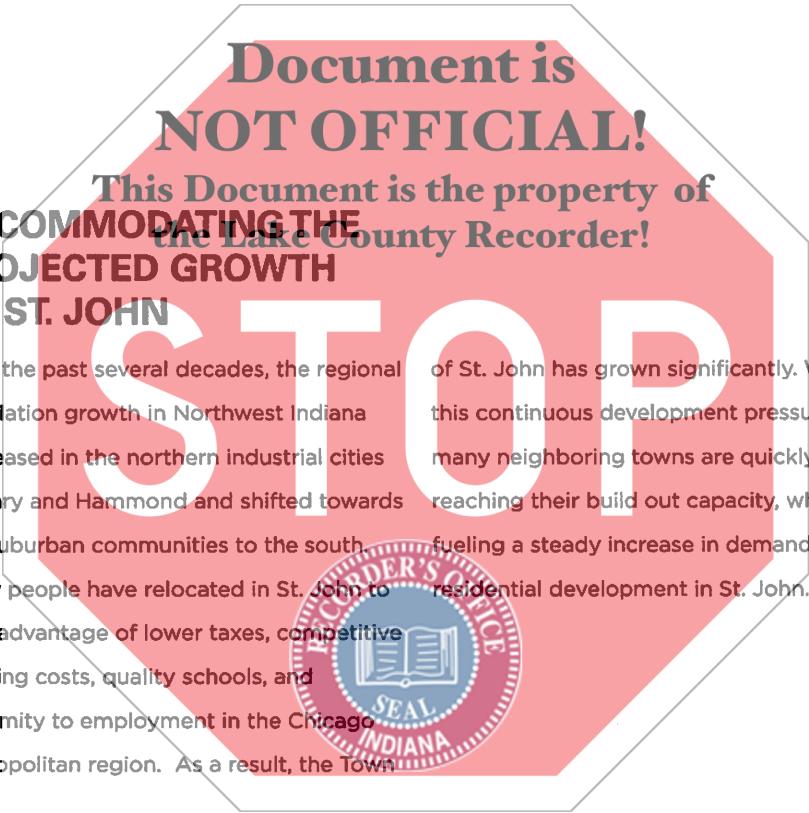 Document is
NOT OFFICIAL!
This Document is the property of
the Lake County Recorder!
COMMODATING THE
OJECTED GROWTH
ST. JOHN
STOP
the past several decades, the regional
lation growth in Northwest Indiana
eased in the northern industrial cities
ry and Hammond and shifted towards
uburban communities to the south.
people have relocated in St. John to
advantage of lower taxes, competitive
ing costs, quality schools, and
mity to employment in the Chicago
opolitan region. As a result, the Town
of St. John has grown significantly.
this continuous development pressu
many neighboring towns are quickly
reaching their build out capacity, wh
fueling a steady increase in demand
residential development in St. John.
RECORDER'S OFFICE
SEAL
INDIANA